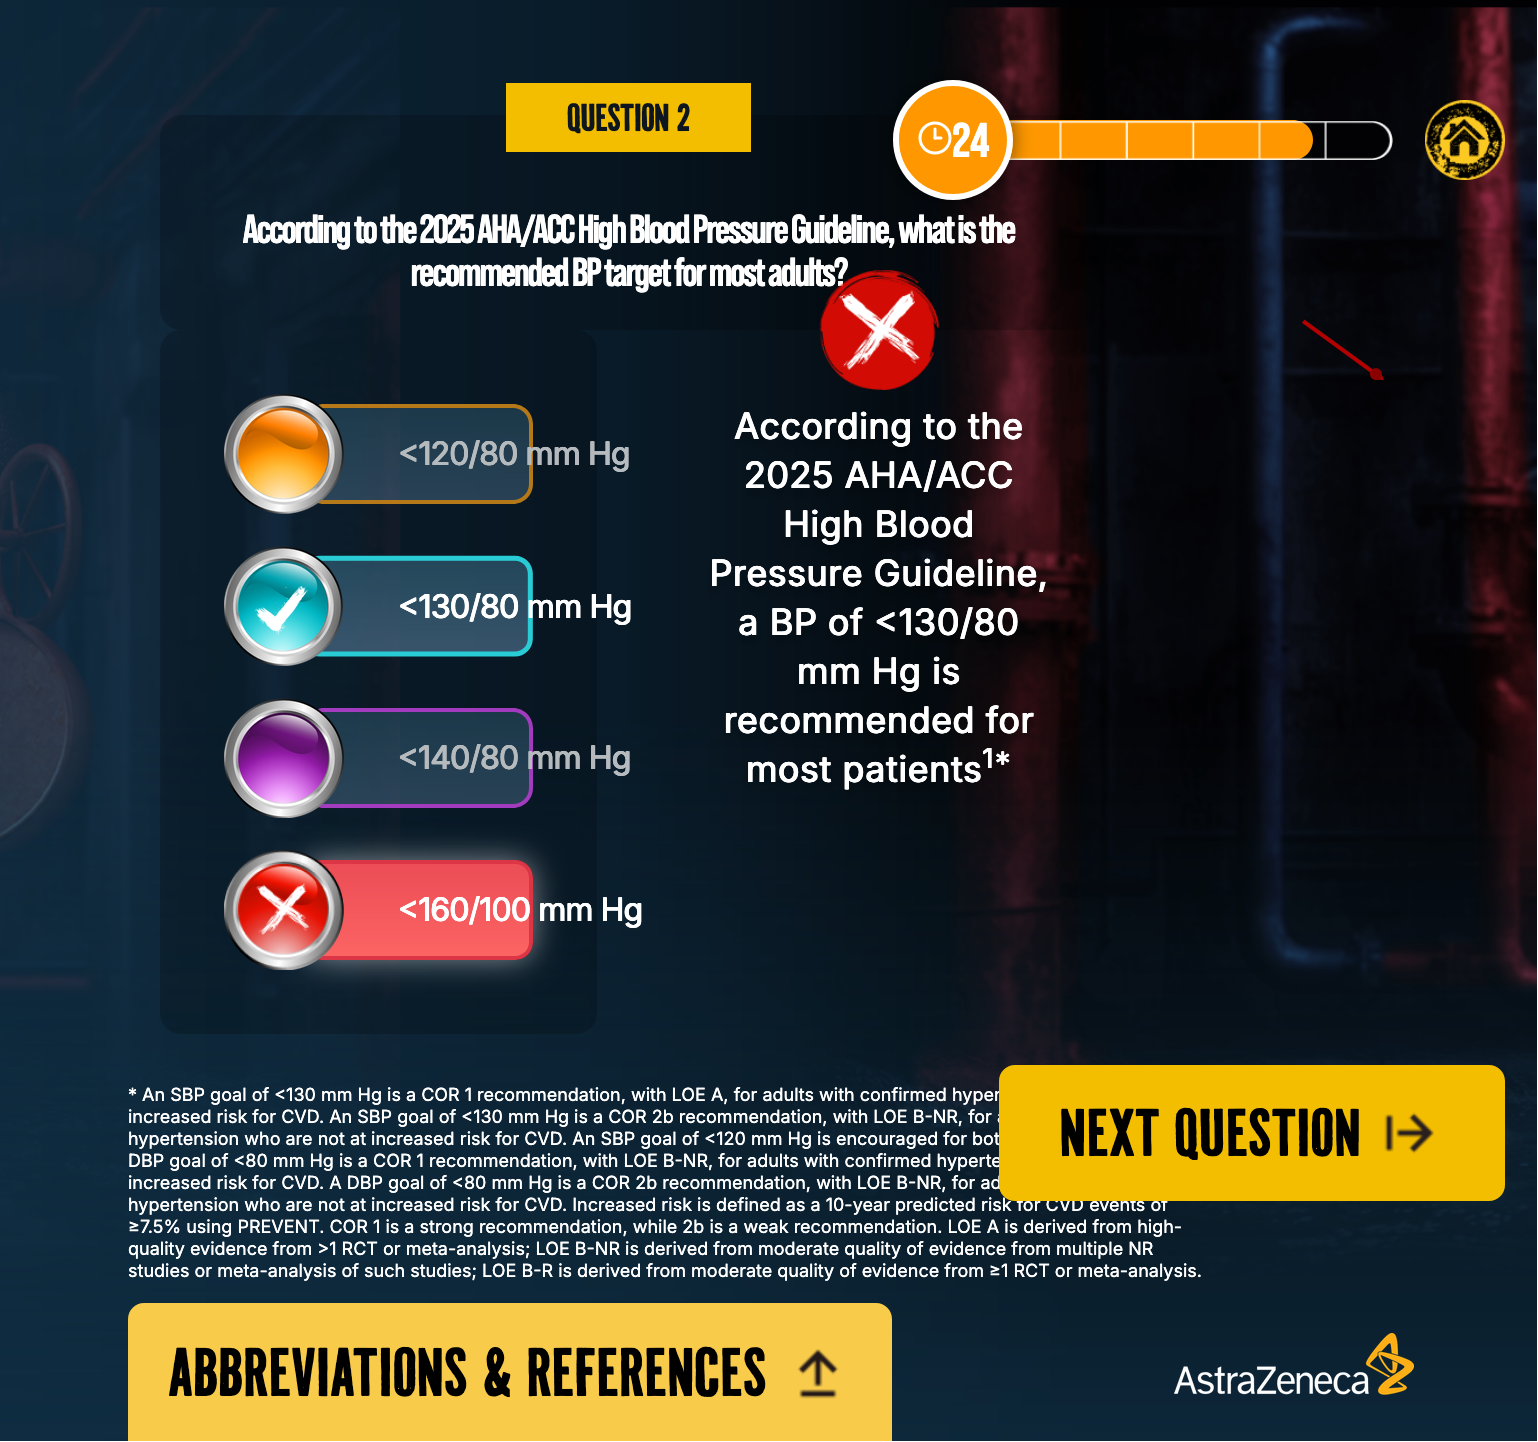 QUESTION 2
24
According to the 2025 AHA/ACC High Blood Pressure Guideline, what is the
recommended BP target for most adults?
<120/80 mm Hg
<130/80 mm Hg
<140/80 mm Hg
<160/100 mm Hg
According to the
2025 AHA/ACC
High Blood
Pressure Guideline,
a BP of <130/80
mm Hg is
recommended for
most patients1*
* An SBP goal of <130 mm Hg is a COR 1 recommendation, with LOE A, for adults with confirmed
increased risk for CVD. An SBP goal of <130 mm Hg is a COR 2b recommendation, with LOE B-NR, for
hypertension who are not at increased risk for CVD. An SBP goal of <120 mm Hg is encouraged for
DBP goal of <80 mm Hg is a COR 1 recommendation, with LOE B-NR, for adults with confirmed
increased risk for CVD. A DBP goal of <80 mm Hg is a COR 2b recommendation, with LOE B-NR, for
hypertension who are not at increased risk for CVD. Increased risk is defined as a 10-year predicted risk for CVD events of
≥7.5% using PREVENT. COR 1 is a strong recommendation, while 2b is a weak recommendation. LOE A is derived from high-
quality evidence from >1 RCT or meta-analysis; LOE B-NR is derived from moderate quality of evidence from multiple NR
studies or meta-analysis of such studies; LOE B-R is derived from moderate quality of evidence from ≥1 RCT or meta-analysis.
NEXT QUESTION
ABBREVIATIONS & REFERENCES
AstraZeneca